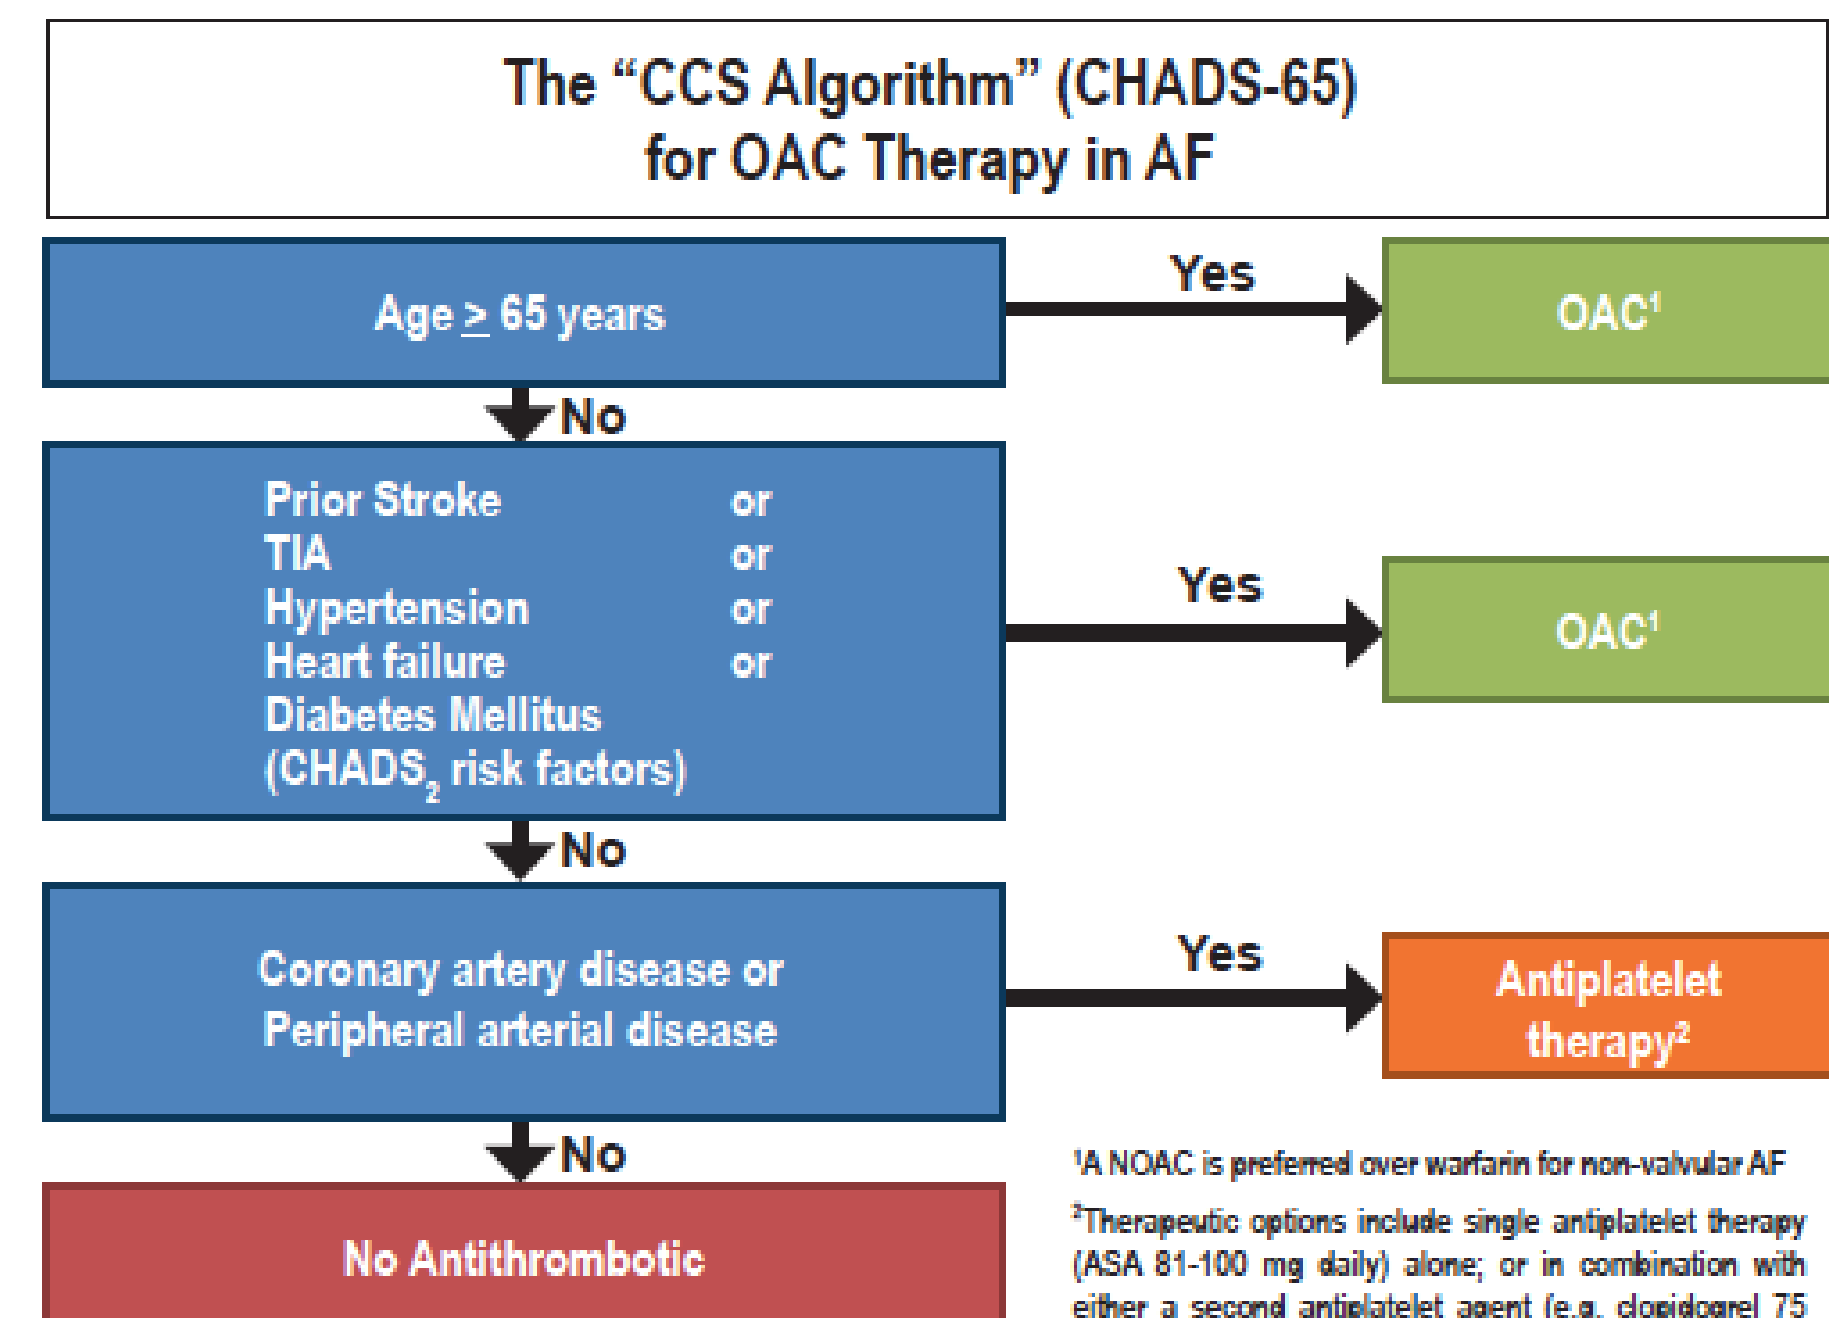 The “CCS Algorithm” (CHADS-65)
for OAC Therapy in AF
Age ≥ 65 years
Yes
OAC¹
No
Prior Stroke or
TIA or
Hypertension or
Heart failure or
Diabetes Mellitus
(CHADS₂ risk factors)
Yes
OAC¹
No
Coronary artery disease or
Peripheral arterial disease
Yes
Antiplatelet
therapy²
No
No Antithrombotic
¹A NOAC is preferred over warfarin for non-valvular AF
²Therapeutic options include single antiplatelet therapy
(ASA 81-100 mg daily) alone; or in combination with
either a second antiplatelet agent (e.g. clopidogrel 75